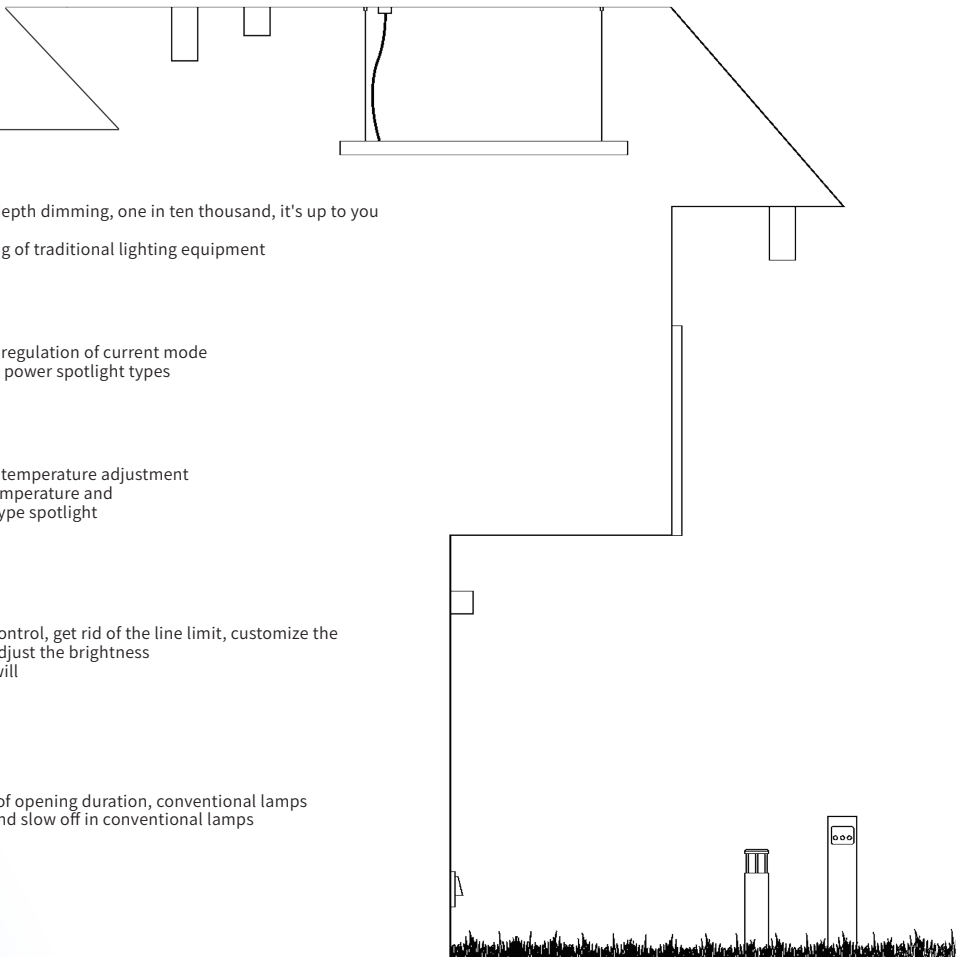 epth dimming, one in ten thousand, it's up to you
g of traditional lighting equipment
regulation of current mode
power spotlight types
temperature adjustment
mperature and
ype spotlight
ontrol, get rid of the line limit, customize the
djust the brightness
will
of opening duration, conventional lamps
nd slow off in conventional lamps